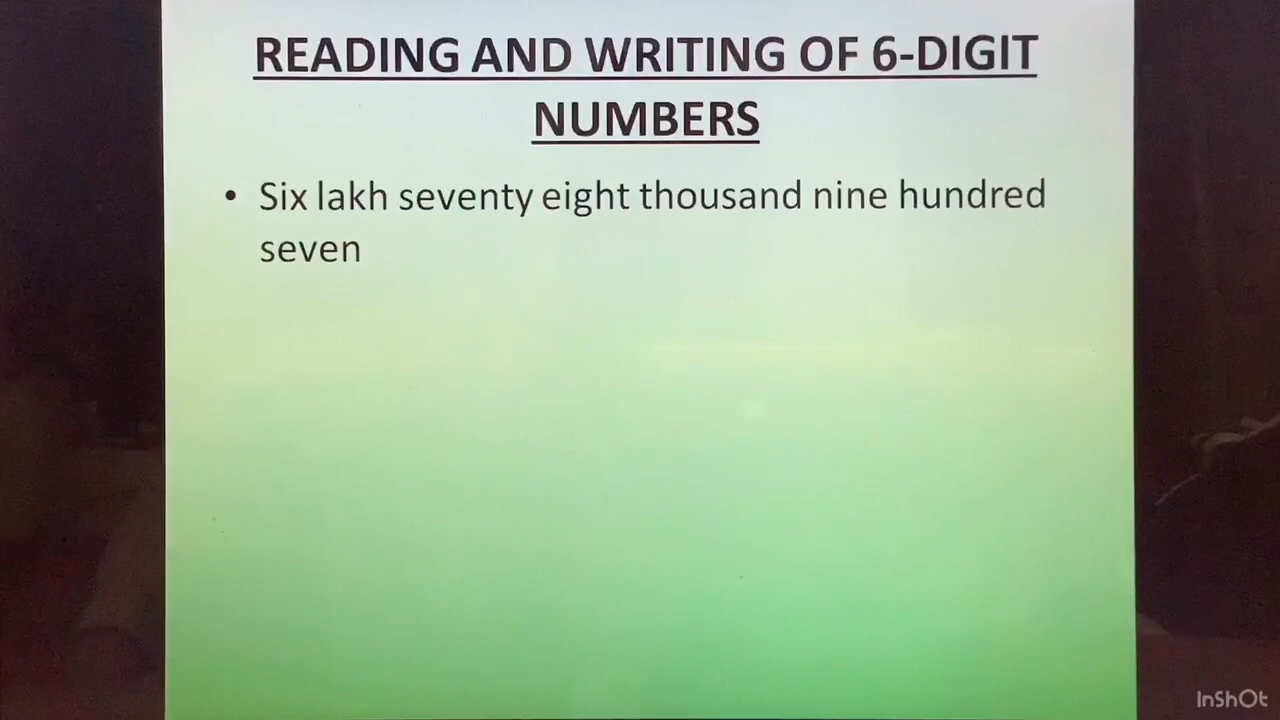 READING AND WRITING OF 6-DIGIT
NUMBERS
• Six lakh seventy eight thousand nine hundred
seven
InShOt